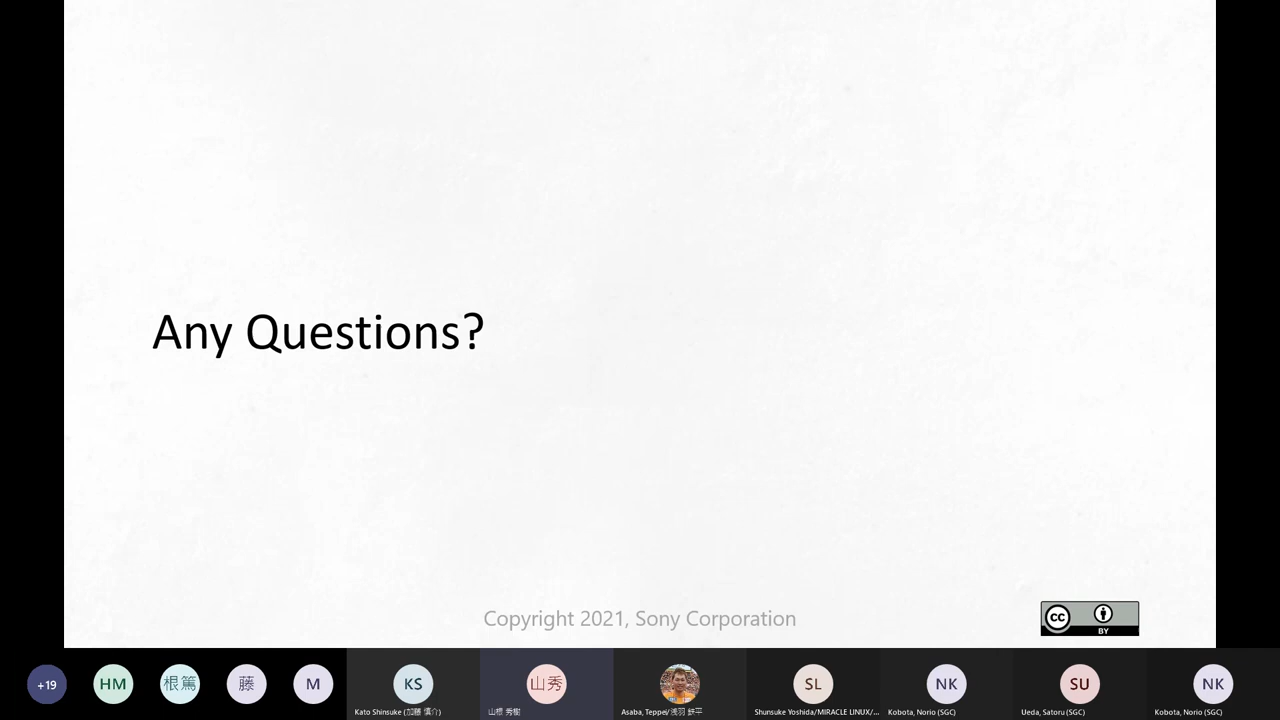 Any Questions?
Copyright 2021, Sony Corporation
cc
BY
+19
HM
根篤
藤
M
KS
山秀
SL
NK
SU
NK
Kato Shinsuke (加藤 慎介)
山根 秀樹
Asaba, Teppei/浅羽 鉄平
Shunsuke Yoshida/MIRACLE LINUX/...
Kobota, Norio (SGC)
Ueda, Satoru (SGC)
Kobota, Norio (SGC)